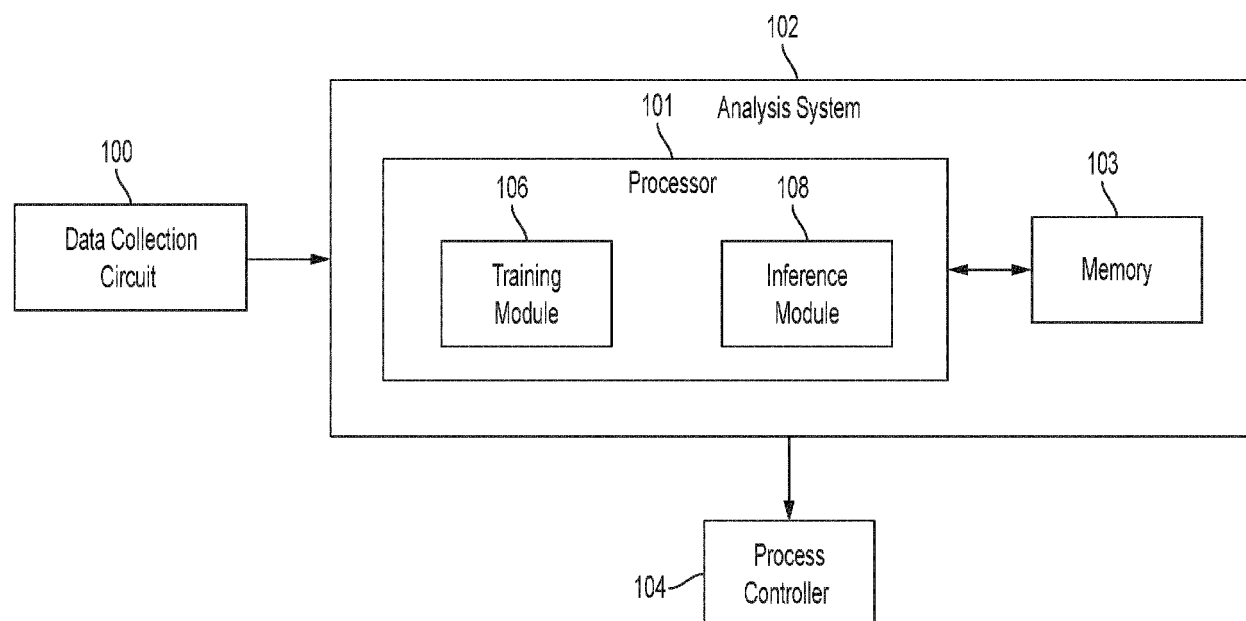 102
Analysis System
101
Processor
100
Data Collection
Circuit
106
Training
Module
108
Inference
Module
103
Memory
104
Process
Controller